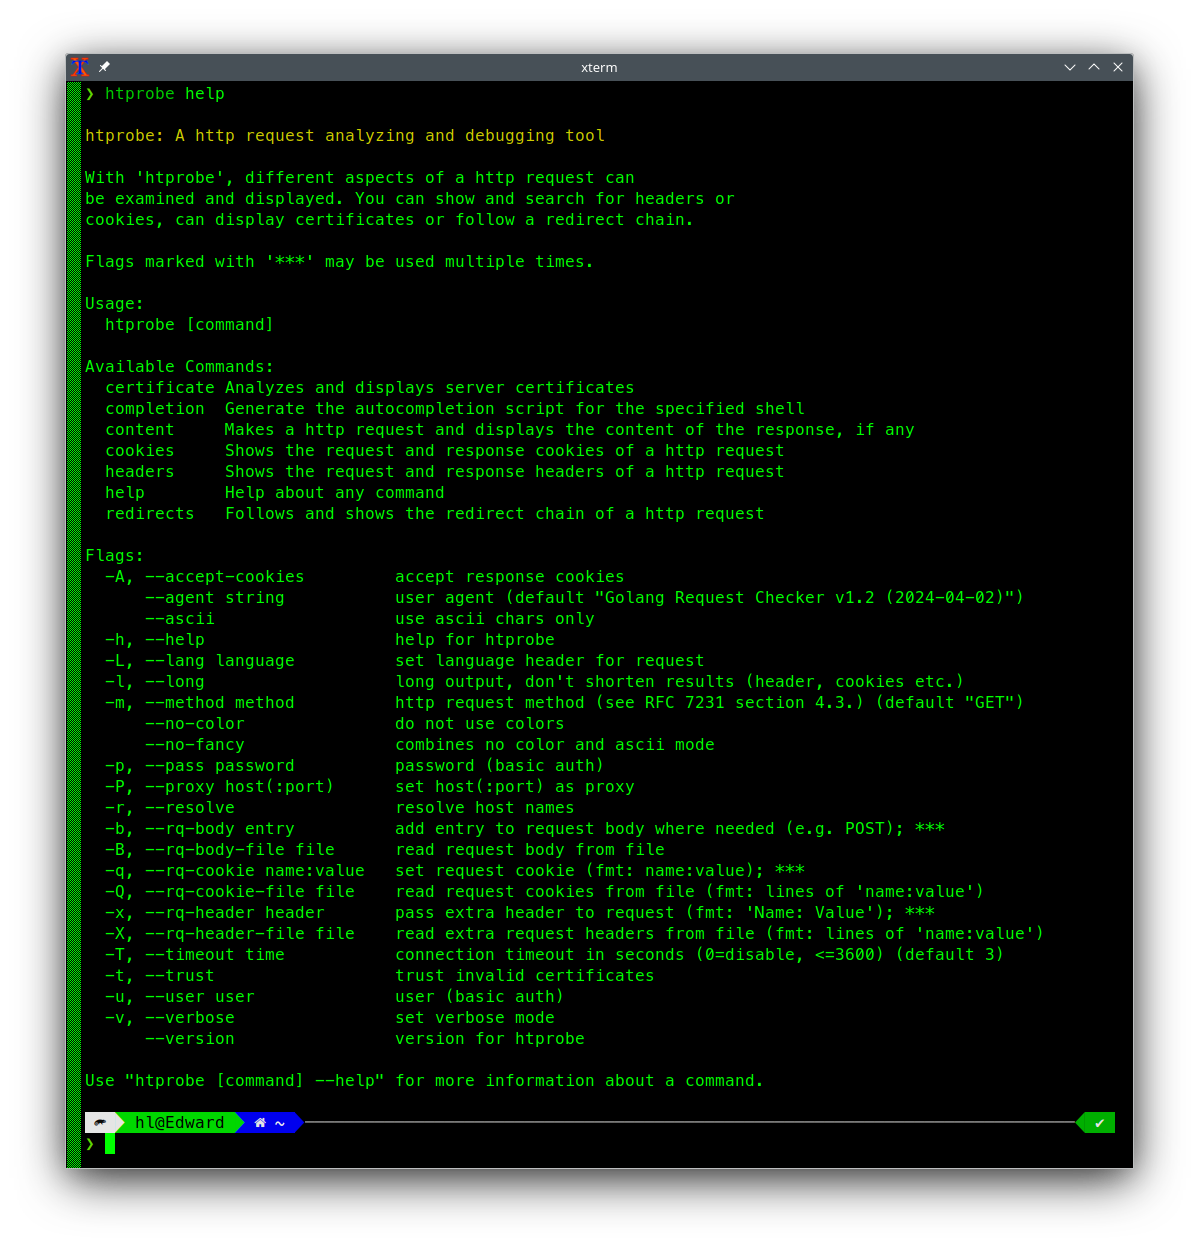 xterm
❯ htprobe help
htprobe: A http request analyzing and debugging tool
With 'htprobe', different aspects of a http request can
be examined and displayed. You can show and search for headers or
cookies, can display certificates or follow a redirect chain.
Flags marked with '***' may be used multiple times.
Usage:
  htprobe [command]
Available Commands:
  certificate Analyzes and displays server certificates
  completion  Generate the autocompletion script for the specified shell
  content     Makes a http request and displays the content of the response, if any
  cookies     Shows the request and response cookies of a http request
  headers     Shows the request and response headers of a http request
  help        Help about any command
  redirects   Follows and shows the redirect chain of a http request
Flags:
  -A, --accept-cookies         accept response cookies
      --agent string           user agent (default "Golang Request Checker v1.2 (2024-04-02)")
      --ascii                  use ascii chars only
  -h, --help                   help for htprobe
  -L, --lang language          set language header for request
  -l, --long                   long output, don't shorten results (header, cookies etc.)
  -m, --method method          http request method (see RFC 7231 section 4.3.) (default "GET")
      --no-color               do not use colors
      --no-fancy               combines no color and ascii mode
  -p, --pass password          password (basic auth)
  -P, --proxy host(:port)      set host(:port) as proxy
  -r, --resolve                resolve host names
  -b, --rq-body entry          add entry to request body where needed (e.g. POST); ***
  -B, --rq-body-file file      read request body from file
  -q, --rq-cookie name:value   set request cookie (fmt: name:value); ***
  -Q, --rq-cookie-file file    read request cookies from file (fmt: lines of 'name:value')
  -x, --rq-header header       pass extra header to request (fmt: 'Name: Value'); ***
  -X, --rq-header-file file    read extra request headers from file (fmt: lines of 'name:value')
  -T, --timeout time           connection timeout in seconds (0=disable, <=3600) (default 3)
  -t, --trust                  trust invalid certificates
  -u, --user user              user (basic auth)
  -v, --verbose                set verbose mode
      --version                version for htprobe
Use "htprobe [command] --help" for more information about a command.
hl@Edward ~ ✔
❯